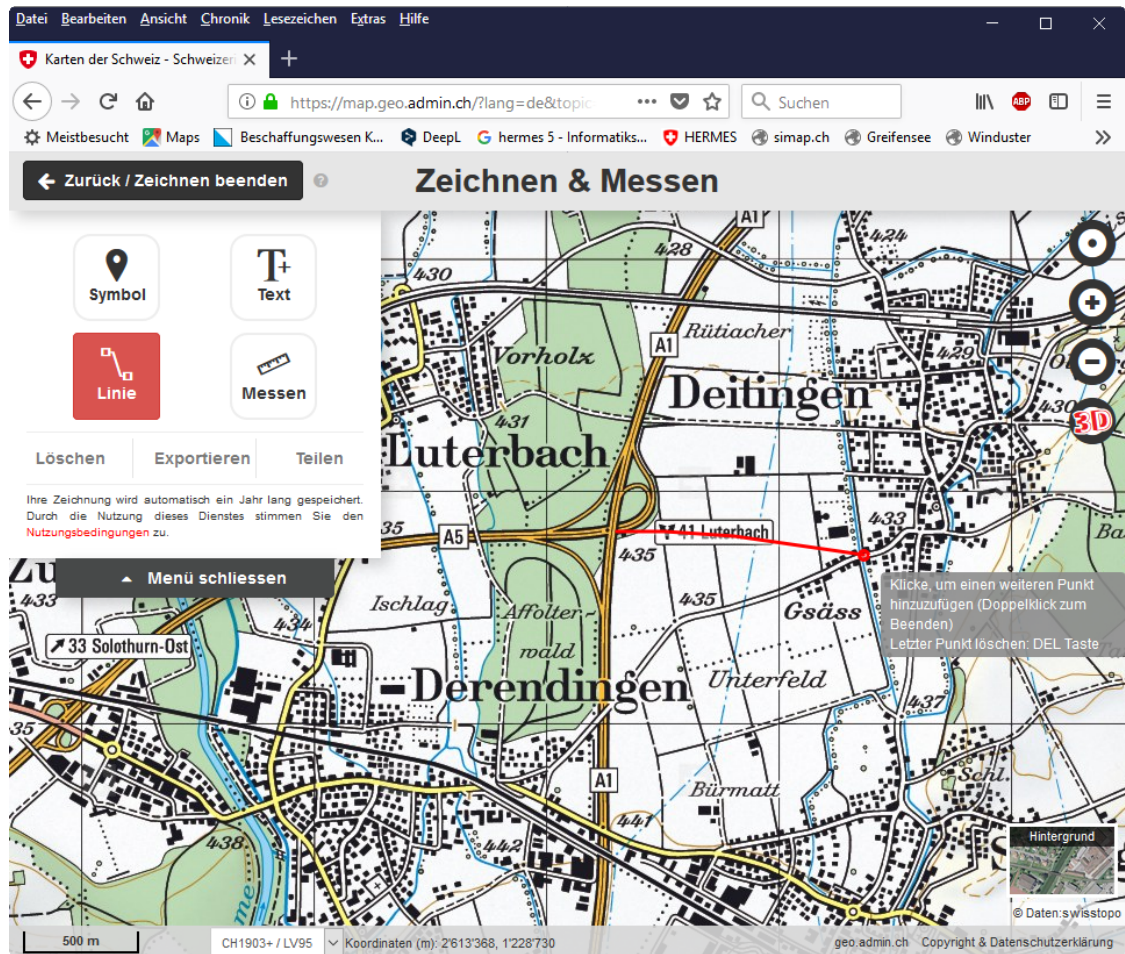 Datei Bearbeiten Ansicht Chronik Lesezeichen Extras Hilfe
Karten der Schweiz - Schweizeri
https://map.geo.admin.ch/?lang=de&topic
Suchen
ABP
Meistbesucht Maps Beschaffungswesen K... DeepL hermes 5 - Informatiks... HERMES simap.ch Greifensee Winduster
Zurück / Zeichnen beenden
Zeichnen & Messen
Symbol
Text
Linie
Messen
Löschen Exportieren Teilen
Ihre Zeichnung wird automatisch ein Jahr lang gespeichert.
Durch die Nutzung dieses Dienstes stimmen Sie den
Nutzungsbedingungen zu.
Menü schliessen
A1
424
428
430
Rütiacher
A1
Vorholz
429
3D
Deitingen
430
431
Luterbach
433
35
A5
41 Luterbach
435
Klicke, um einen weiteren Punkt
hinzuzufügen (Doppelklick zum
Beenden)
Letzter Punkt löschen: DEL Taste
433
Ischlag
Affolter-
wald
435
Gsäss
434
33 Solothurn-Ost
Derendingen
Unterfeld
437
35
A1
Bürmatt
Schl.
441
442
438
Hintergrund
© Daten:swisstopo
500 m
CH1903+ / LV95
Koordinaten (m): 2'613'368, 1'228'730
geo.admin.ch Copyright & Datenschutzerklärung